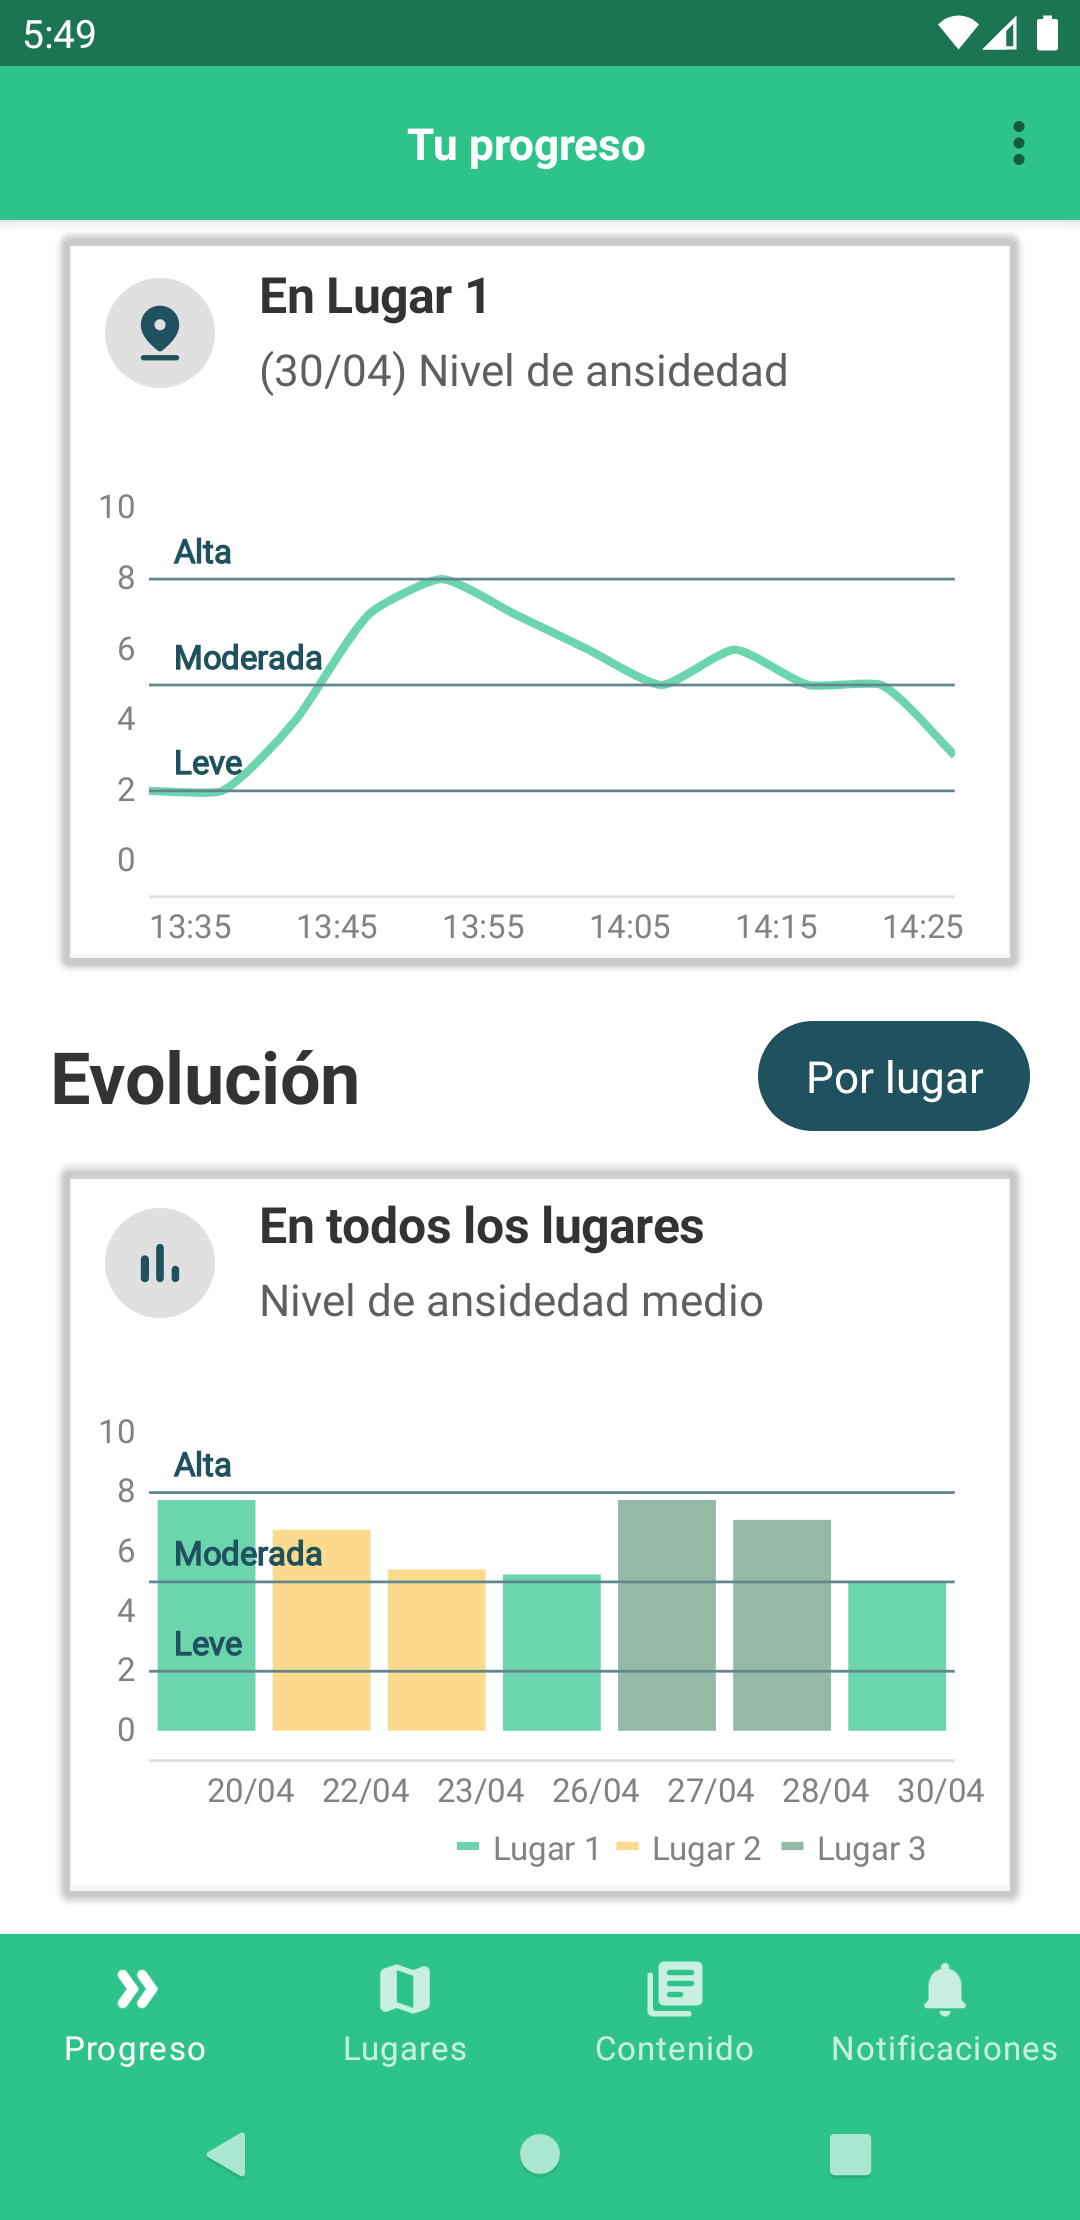 5:49
Tu progreso
En Lugar 1
(30/04) Nivel de ansidedad
10
Alta
8
6
Moderada
4
Leve
2
0
13:35 13:45 13:55 14:05 14:15 14:25
Evolución
Por lugar
En todos los lugares
Nivel de ansidedad medio
10
Alta
8
6
Moderada
4
Leve
2
0
20/04 22/04 23/04 26/04 27/04 28/04 30/04
Lugar 1 Lugar 2 Lugar 3
Progreso Lugares Contenido Notificaciones